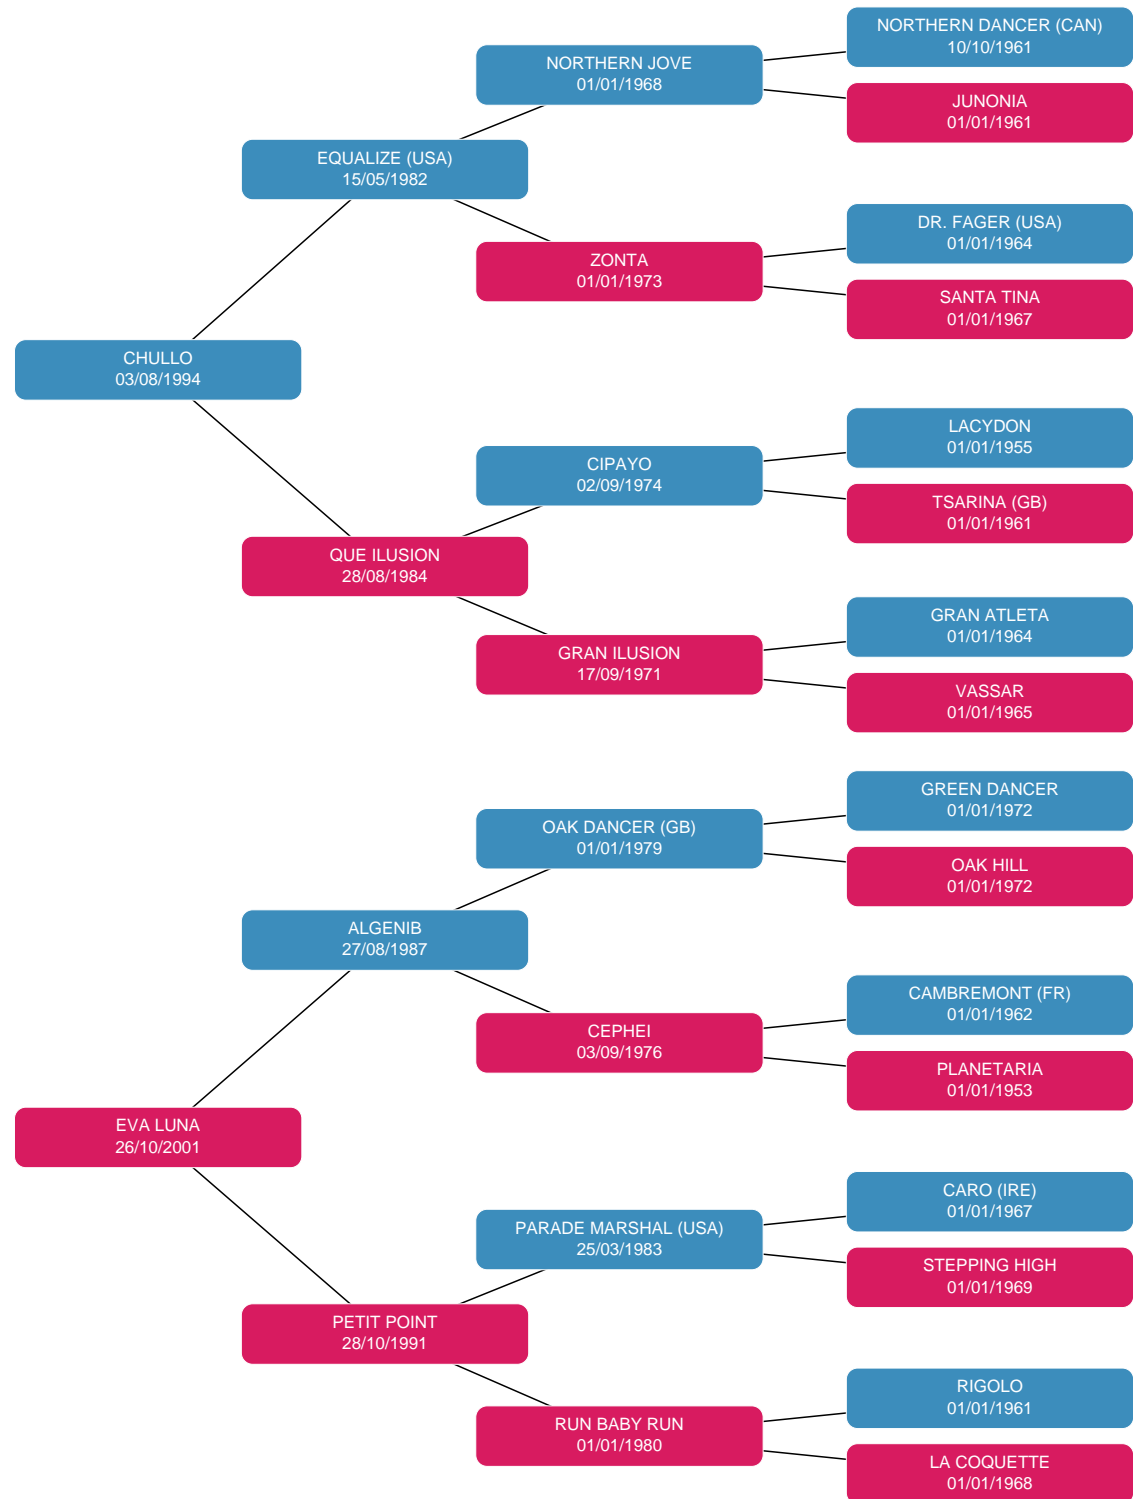 NORTHERN DANCER (CAN)
10/10/1961
NORTHERN JOVE
01/01/1968
JUNONIA
01/01/1961
EQUALIZE (USA)
15/05/1982
DR. FAGER (USA)
01/01/1964
ZONTA
01/01/1973
SANTA TINA
01/01/1967
CHULLO
03/08/1994
LACYDON
01/01/1955
CIPAYO
02/09/1974
TSARINA (GB)
01/01/1961
QUE ILUSION
28/08/1984
GRAN ATLETA
01/01/1964
GRAN ILUSION
17/09/1971
VASSAR
01/01/1965
GREEN DANCER
01/01/1972
OAK DANCER (GB)
01/01/1979
OAK HILL
01/01/1972
ALGENIB
27/08/1987
CAMBREMONT (FR)
01/01/1962
CEPHEI
03/09/1976
PLANETARIA
01/01/1953
EVA LUNA
26/10/2001
CARO (IRE)
01/01/1967
PARADE MARSHAL (USA)
25/03/1983
STEPPING HIGH
01/01/1969
PETIT POINT
28/10/1991
RIGOLO
01/01/1961
RUN BABY RUN
01/01/1980
LA COQUETTE
01/01/1968